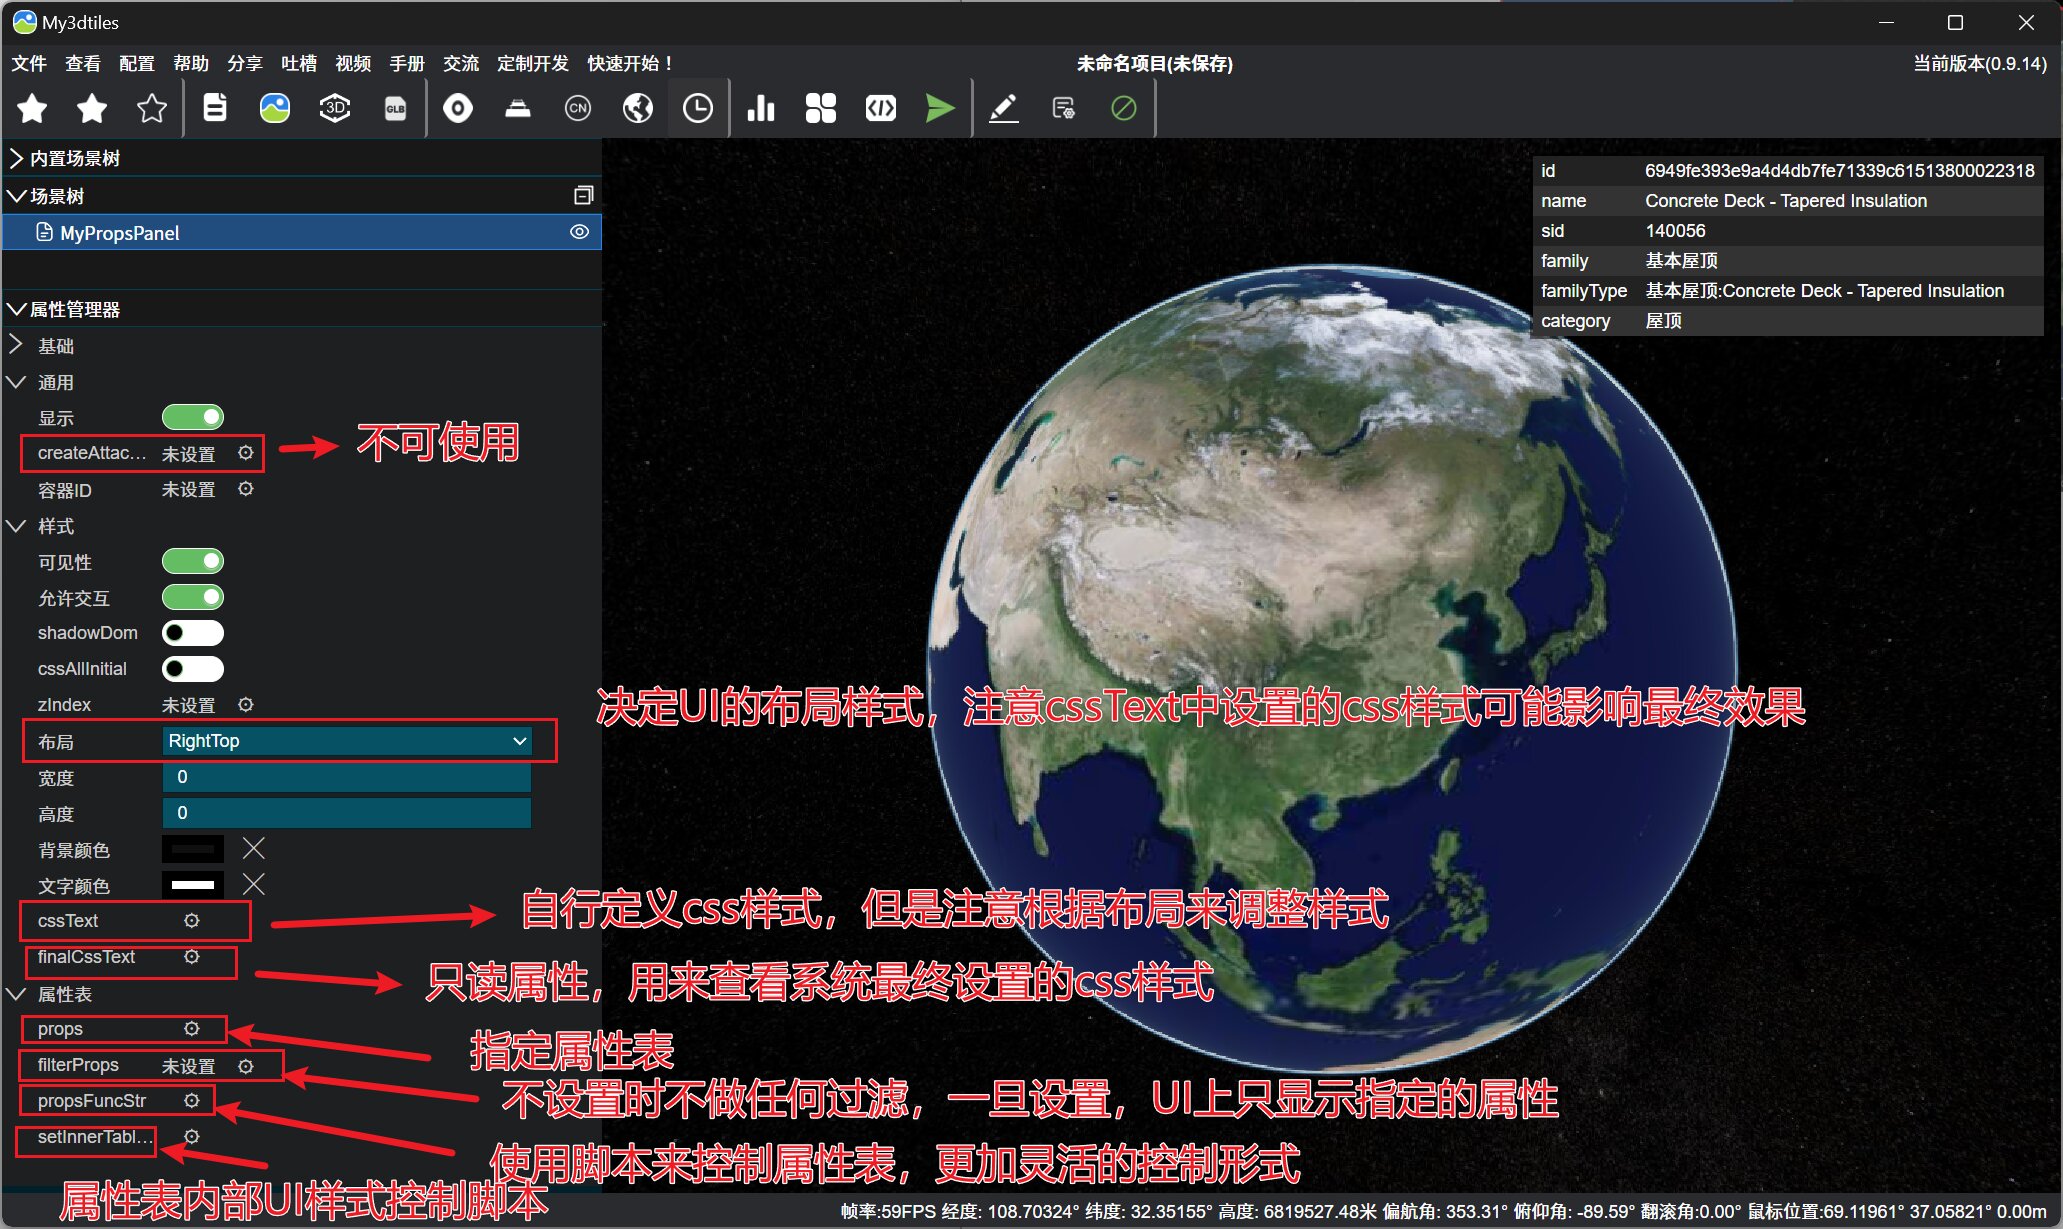 My3dtiles
文件 查看 配置 帮助 分享 吐槽 视频 手册 交流 定制开发 快速开始！
未命名项目(未保存)
当前版本(0.9.14)
3D GLB CN
内置场景树
场景树
MyPropsPanel
属性管理器
基础
通用
显示
createAttac... 未设置
不可使用
容器ID 未设置
样式
可见性
允许交互
shadowDom
cssAllInitial
zIndex 未设置
决定UI的布局样式，注意cssText中设置的css样式可能影响最终效果
布局 RightTop
宽度 0
高度 0
背景颜色
文字颜色
cssText
自行定义css样式，但是注意根据布局来调整样式
finalCssText
只读属性，用来查看系统最终设置的css样式
属性表
props
指定属性表
filterProps 未设置
不设置时不做任何过滤，一旦设置，UI上只显示指定的属性
propsFuncStr
使用脚本来控制属性表，更加灵活的控制形式
setInnerTabl...
属性表内部UI样式控制脚本
id 6949fe393e9a4d4db7fe71339c61513800022318
name Concrete Deck - Tapered Insulation
sid 140056
family 基本屋顶
familyType 基本屋顶:Concrete Deck - Tapered Insulation
category 屋顶
帧率:59FPS 经度: 108.70324° 纬度: 32.35155° 高度: 6819527.48米 偏航角: 353.31° 俯仰角: -89.59° 翻滚角:0.00° 鼠标位置:69.11961° 37.05821° 0.00m